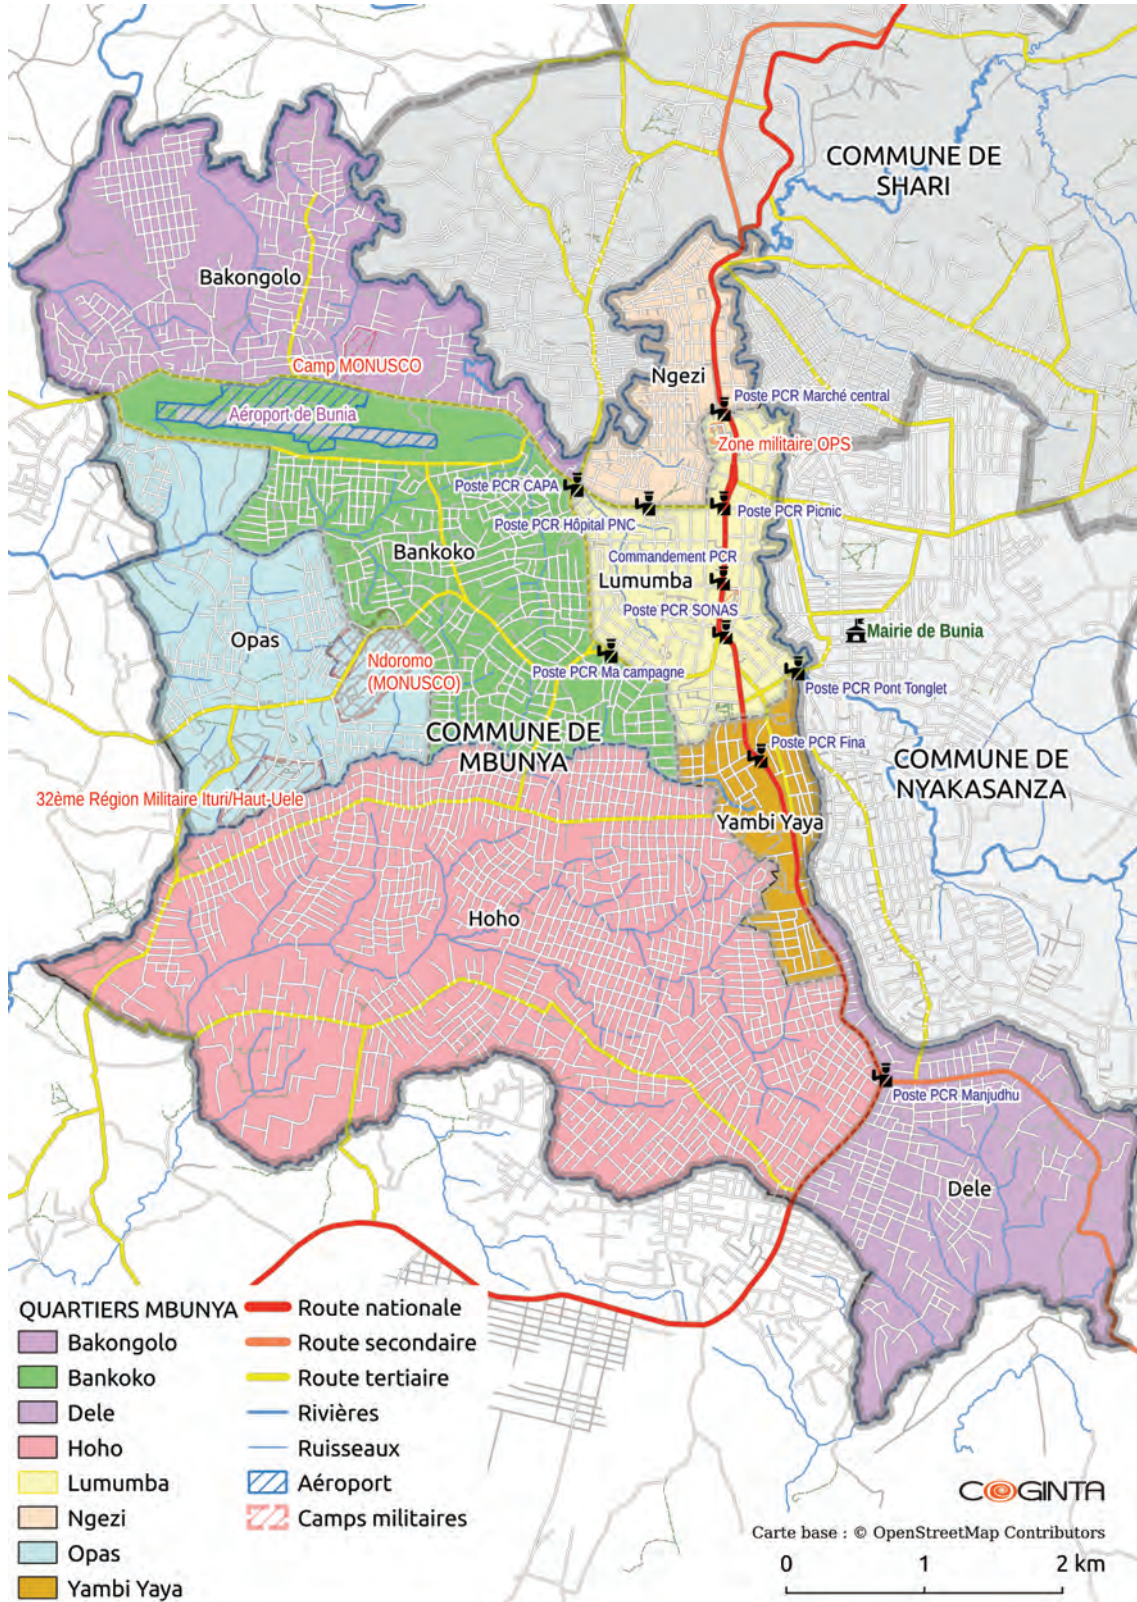 COMMUNE DE
SHARI
Bakongolo
Camp MONUSCO
Ngezi
Poste PCR Marché central
Aéroport de Bunia
Zone militaire OPS
Poste PCR CAPA
Poste PCR Hôpital PNC
Poste PCR Picnic
Bankoko
Commandement PCR
Lumumba
Poste PCR SONAS
Opas
Mairie de Bunia
Ndoromo
(MONUSCO)
Poste PCR Ma campagne
Poste PCR Pont Tonglet
COMMUNE DE
MBUNYA
Poste PCR Fina
COMMUNE DE
NYAKASANZA
32ème Région Militaire Ituri/Haut-Uele
Yambi Yaya
Hoho
Poste PCR Manjudhu
Dele
QUARTIERS MBUNYA
Bakongolo
Bankoko
Dele
Hoho
Lumumba
Ngezi
Opas
Yambi Yaya
Route nationale
Route secondaire
Route tertiaire
Rivières
Ruisseaux
Aéroport
Camps militaires
COGINTA
Carte base : © OpenStreetMap Contributors
0 1 2 km